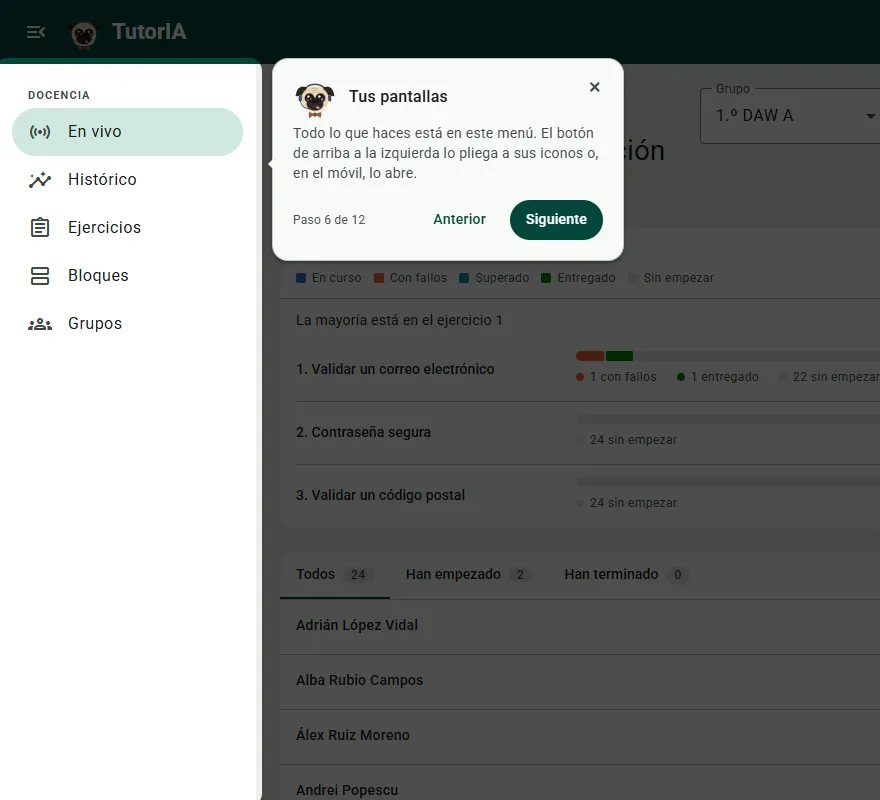 TutorIA
DOCENCIA
En vivo
Histórico
Ejercicios
Bloques
Grupos
Tus pantallas
Todo lo que haces está en este menú. El botón
de arriba a la izquierda lo pliega a sus iconos o,
en el móvil, lo abre.
Paso 6 de 12
Anterior
Siguiente
Grupo
1.º DAW A
ción
En curso
Con fallos
Superado
Entregado
Sin empezar
La mayoría está en el ejercicio 1
1. Validar un correo electrónico
1 con fallos
1 entregado
22 sin empezar
2. Contraseña segura
24 sin empezar
3. Validar un código postal
24 sin empezar
Todos 24
Han empezado 2
Han terminado 0
Adrián López Vidal
Alba Rubio Campos
Álex Ruiz Moreno
Andrei Popescu